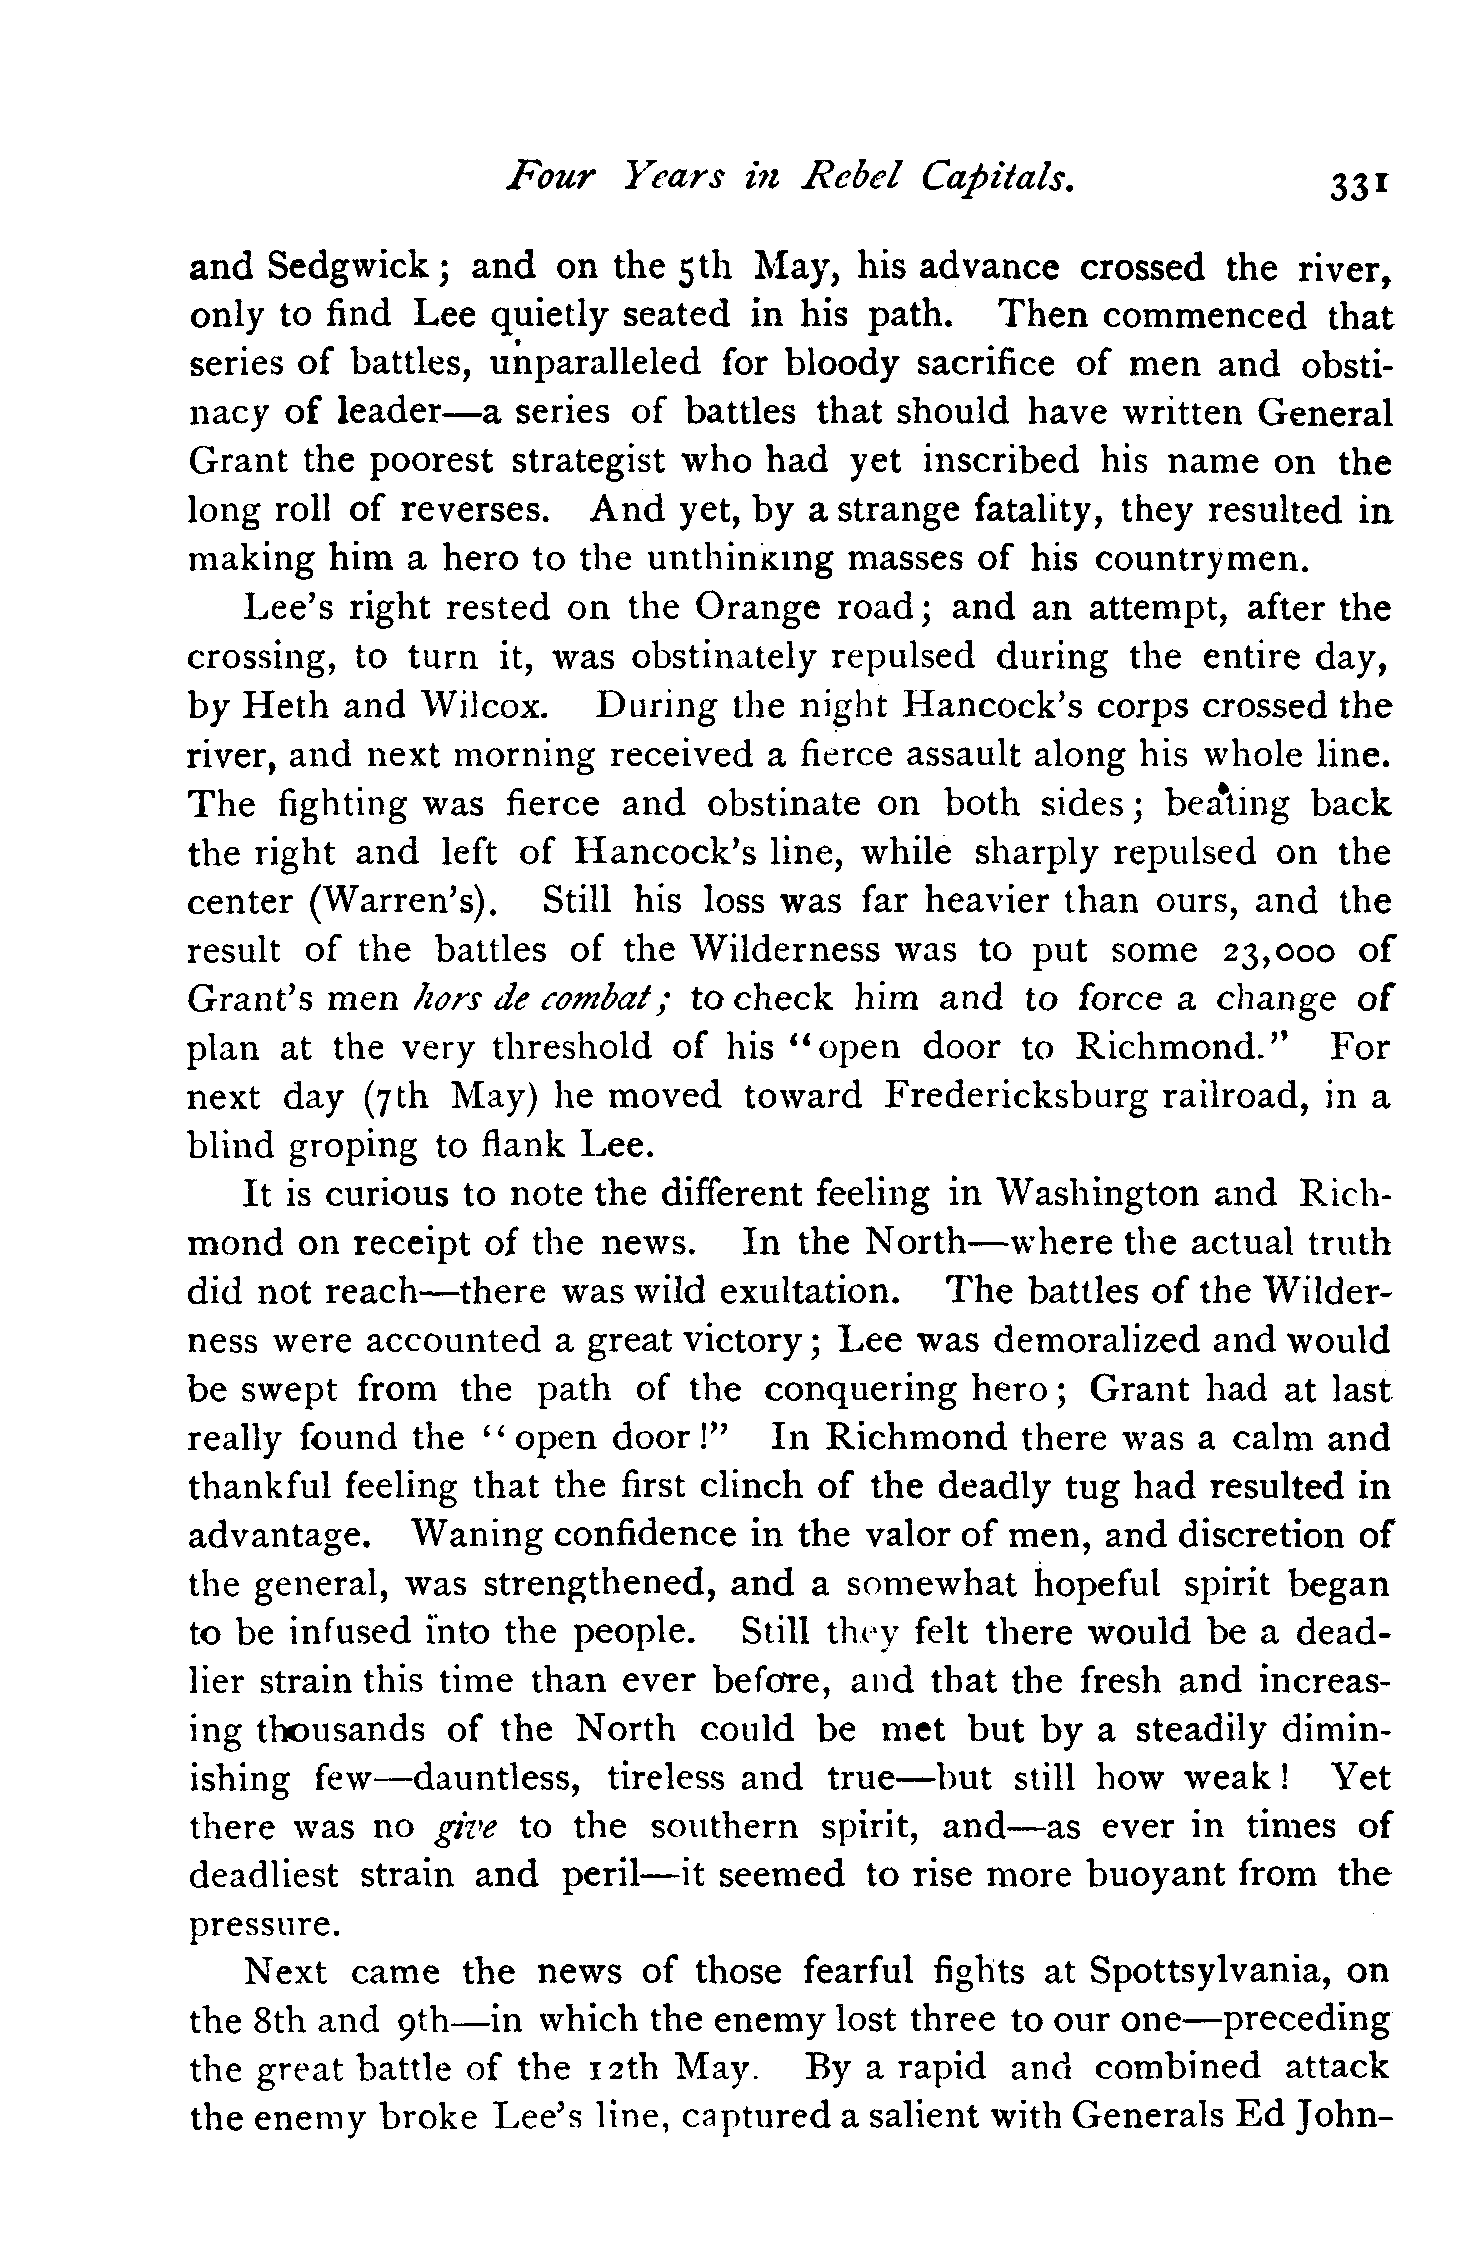 Four Years in Rebel Capitals. 331
and Sedgwick; and on the 5th May, his advance crossed the river,
only to find Lee quietly seated in his path. Then commenced that
series of battles, unparalleled for bloody sacrifice of men and obsti-
nacy of leader—a series of battles that should have written General
Grant the poorest strategist who had yet inscribed his name on the
long roll of reverses. And yet, by a strange fatality, they resulted in
making him a hero to the unthinking masses of his countrymen.
Lee's right rested on the Orange road; and an attempt, after the
crossing, to turn it, was obstinately repulsed during the entire day,
by Heth and Wilcox. During the night Hancock's corps crossed the
river, and next morning received a fierce assault along his whole line.
The fighting was fierce and obstinate on both sides; beating back
the right and left of Hancock's line, while sharply repulsed on the
center (Warren's). Still his loss was far heavier than ours, and the
result of the battles of the Wilderness was to put some 23,000 of
Grant's men hors de combat; to check him and to force a change of
plan at the very threshold of his "open door to Richmond." For
next day (7th May) he moved toward Fredericksburg railroad, in a
blind groping to flank Lee.
It is curious to note the different feeling in Washington and Rich-
mond on receipt of the news. In the North—where the actual truth
did not reach—there was wild exultation. The battles of the Wilder-
ness were accounted a great victory; Lee was demoralized and would
be swept from the path of the conquering hero; Grant had at last
really found the "open door!" In Richmond there was a calm and
thankful feeling that the first clinch of the deadly tug had resulted in
advantage. Waning confidence in the valor of men, and discretion of
the general, was strengthened, and a somewhat hopeful spirit began
to be infused into the people. Still they felt there would be a dead-
lier strain this time than ever before, and that the fresh and increas-
ing thousands of the North could be met but by a steadily dimin-
ishing few—dauntless, tireless and true—but still how weak! Yet
there was no give to the southern spirit, and—as ever in times of
deadliest strain and peril—it seemed to rise more buoyant from the
pressure.
Next came the news of those fearful fights at Spottsylvania, on
the 8th and 9th—in which the enemy lost three to our one—preceding
the great battle of the 12th May. By a rapid and combined attack
the enemy broke Lee's line, captured a salient with Generals Ed John-